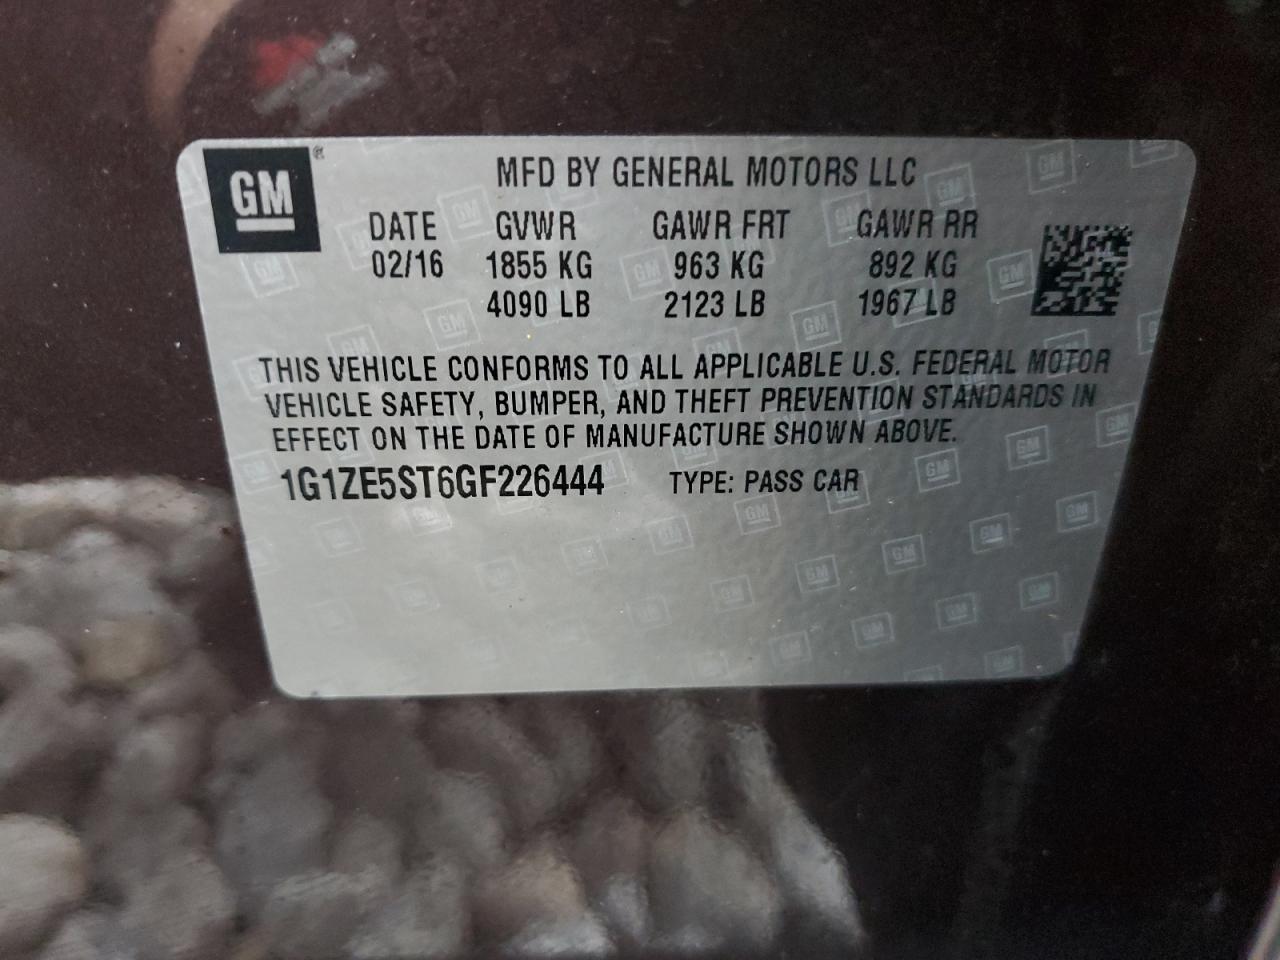 GM ®
MFD BY GENERAL MOTORS LLC
DATE GVWR GAWR FRT GAWR RR
02/16 1855 KG 963 KG 892 KG
4090 LB 2123 LB 1967 LB
THIS VEHICLE CONFORMS TO ALL APPLICABLE U.S. FEDERAL MOTOR
VEHICLE SAFETY, BUMPER, AND THEFT PREVENTION STANDARDS IN
EFFECT ON THE DATE OF MANUFACTURE SHOWN ABOVE.
1G1ZE5ST6GF226444 TYPE: PASS CAR